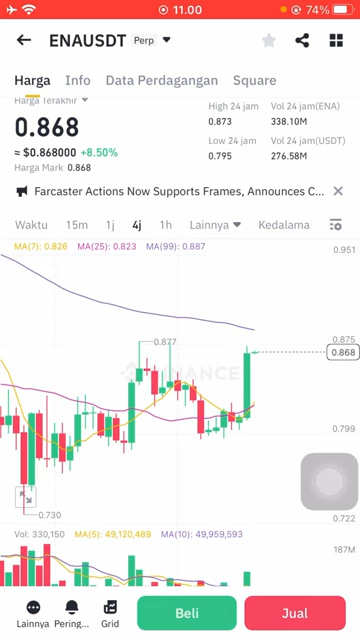 11.00
74%
ENAUSDT Perp
Harga Info Data Perdagangan Square
Harga Terakhir
0.868
≈ $0.868000 +8.50%
Harga Mark 0.868
High 24 jam Vol 24 jam(ENA)
0.873 338.10M
Low 24 jam Vol 24 jam(USDT)
0.795 276.58M
Farcaster Actions Now Supports Frames, Announces C...
Waktu 15m 1j 4j 1h Lainnya Kedalama
MA(7): 0.826 MA(25): 0.823 MA(99): 0.887
0.951
0.877
0.875
0.868
BINANCE
0.799
0.730
0.722
Vol: 330,150 MA(5): 49,120,489 MA(10): 49,959,593
187M
Lainnya Pering... Grid Beli Jual